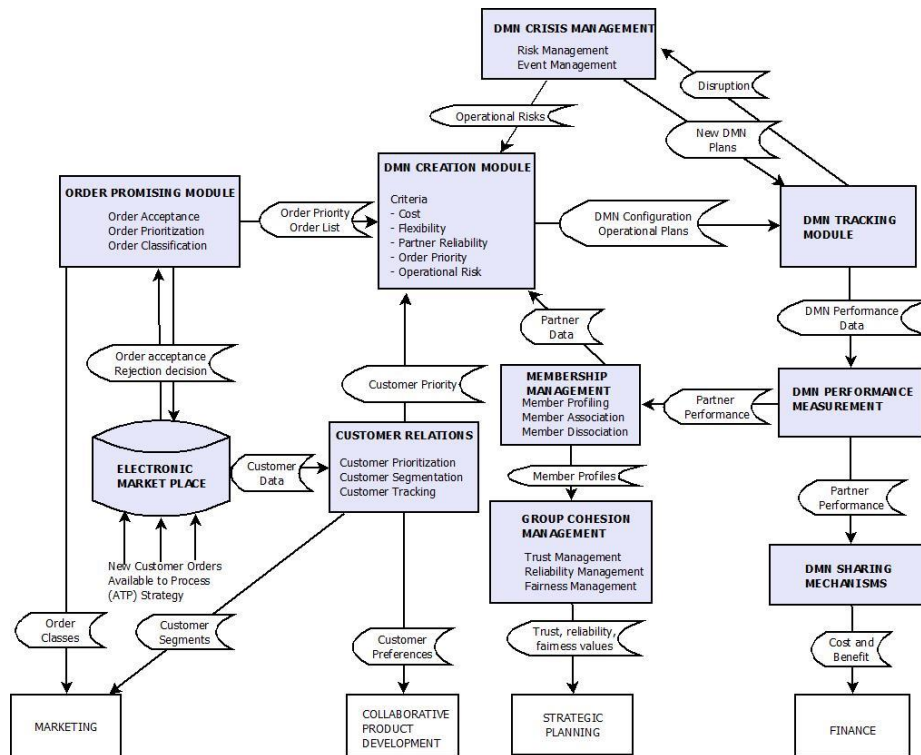 DMN CRISIS MANAGEMENT
Risk Management
Event Management
Disruption
Operational Risks
New DMN
Plans
DMN CREATION MODULE
Criteria
- Cost
- Flexibility
- Partner Reliability
- Order Priority
- Operational Risk
ORDER PROMISING MODULE
Order Acceptance
Order Prioritization
Order Classification
Order Priority
Order List
DMN Configuration
Operational Plans
DMN TRACKING
MODULE
Partner
Data
DMN Performance
Data
Order acceptance
Rejection decision
Customer Priority
MEMBERSHIP
MANAGEMENT
Member Profiling
Member Association
Member Dissociation
Partner
Performance
DMN PERFORMANCE
MEASUREMENT
ELECTRONIC
MARKET PLACE
Customer
Data
CUSTOMER RELATIONS
Customer Prioritization
Customer Segmentation
Customer Tracking
Member Profiles
Partner
Performance
GROUP COHESION
MANAGEMENT
Trust Management
Reliability Management
Fairness Management
DMN SHARING
MECHANISMS
New Customer Orders
Available to Process
(ATP) Strategy
Order
Classes
Customer
Segments
Customer
Preferences
Trust, reliability,
fairness values
Cost and
Benefit
MARKETING
COLLABORATIVE
PRODUCT
DEVELOPMENT
STRATEGIC
PLANNING
FINANCE